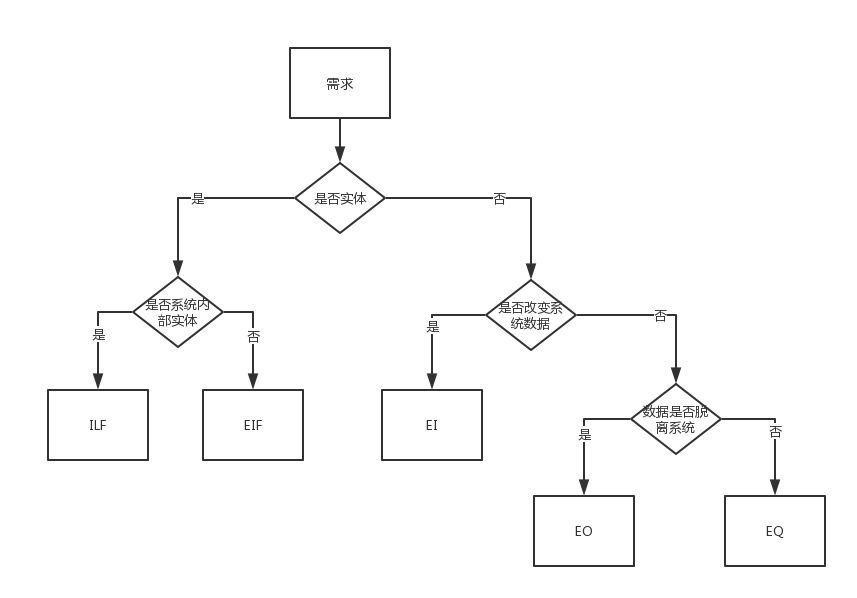 需求
是否实体
是
否
是否系统内
部实体
是否改变系
统数据
是
否
是
否
ILF
EIF
EI
数据是否脱
离系统
是
否
EO
EQ